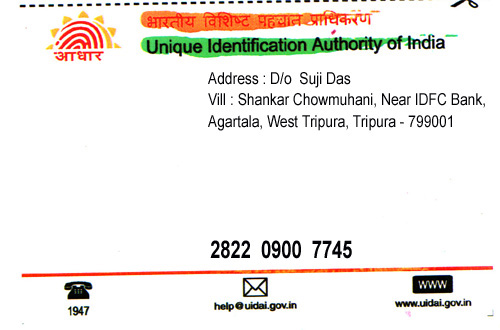 भारतीय विशिष्ट पहचान प्राधिकरण
आधार
Unique Identification Authority of India
Address : D/o Suji Das
Vill : Shankar Chowmuhani, Near IDFC Bank,
Agartala, West Tripura, Tripura - 799001
2822 0900 7745
1947
help@uidai.gov.in
WWW
www.uidai.gov.in